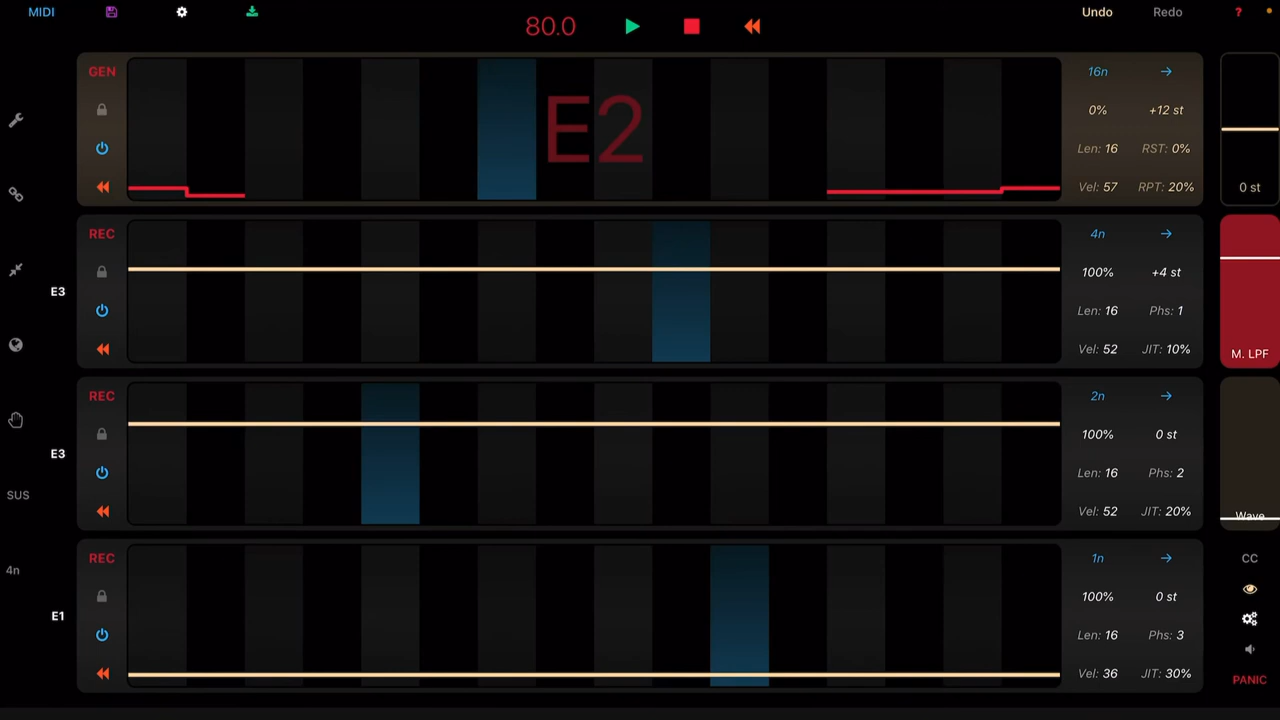 MIDI
80.0
Undo
Redo
?
GEN
E2
16n
0%
+12 st
Len: 16
RST: 0%
Vel: 57
RPT: 20%
0 st
REC
E3
4n
100%
+4 st
Len: 16
Phs: 1
Vel: 52
JIT: 10%
M. LPF
REC
E3
2n
100%
0 st
Len: 16
Phs: 2
Vel: 52
JIT: 20%
Wave
SUS
4n
REC
E1
1n
100%
0 st
Len: 16
Phs: 3
Vel: 36
JIT: 30%
CC
PANIC